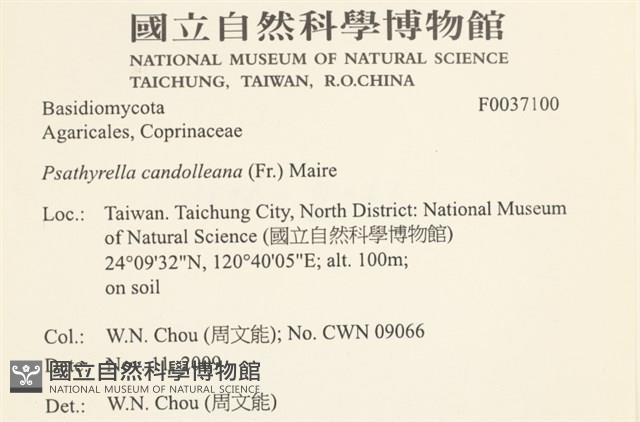 國立自然科學博物館
NATIONAL MUSEUM OF NATURAL SCIENCE
TAICHUNG, TAIWAN, R.O.CHINA
Basidiomycota F0037100
Agaricales, Coprinaceae
Psathyrella candolleana (Fr.) Maire
Loc.: Taiwan. Taichung City, North District: National Museum
of Natural Science (國立自然科學博物館)
24°09'32"N, 120°40'05"E; alt. 100m;
on soil
Col.: W.N. Chou (周文能); No. CWN 09066
Date: Nov. 11, 2009
國立自然科學博物館
NATIONAL MUSEUM OF NATURAL SCIENCE
Det.: W.N. Chou (周文能)